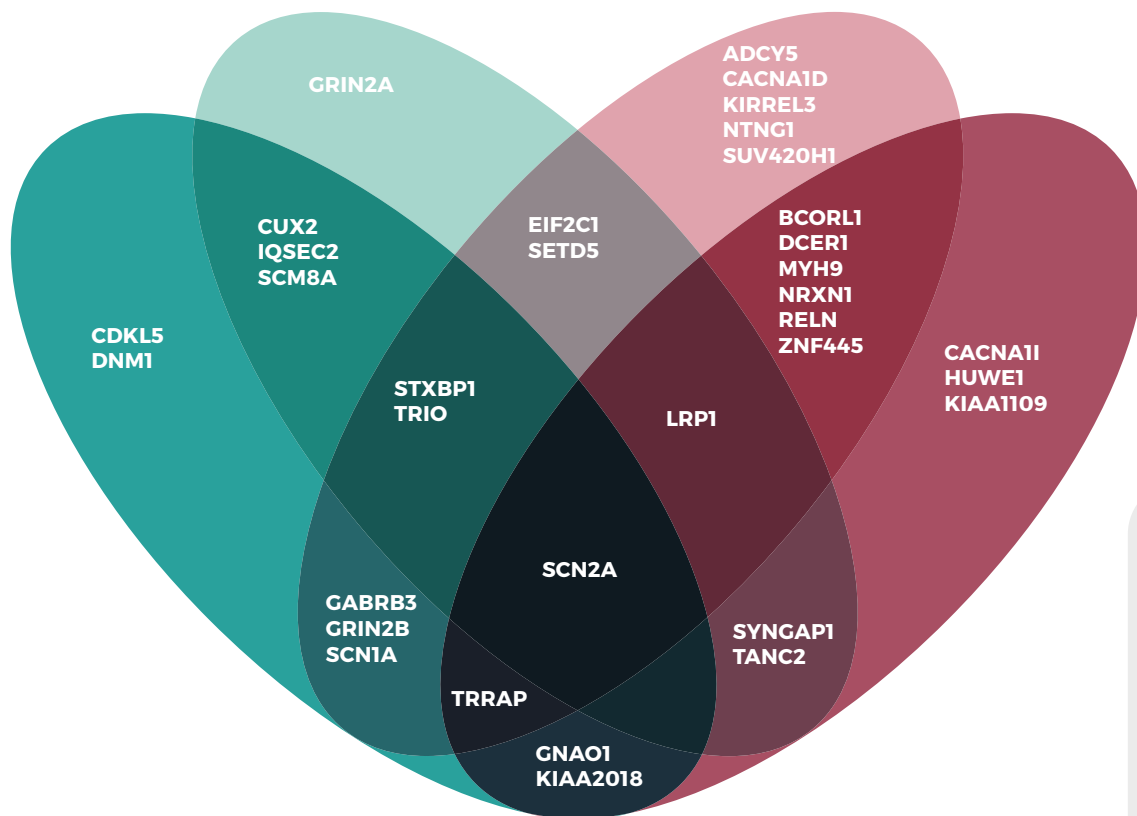 GRIN2A
ADCY5
CACNA1D
KIRREL3
NTNG1
SUV420H1
CUX2
IQSEC2
SCM8A
EIF2C1
SETD5
BCORL1
DCER1
MYH9
NRXN1
RELN
ZNF445
CDKL5
DNM1
CACNA1I
HUWE1
KIAA1109
STXBP1
TRIO
LRP1
SCN2A
GABRB3
GRIN2B
SCN1A
SYNGAP1
TANC2
TRRAP
GNAO1
KIAA2018